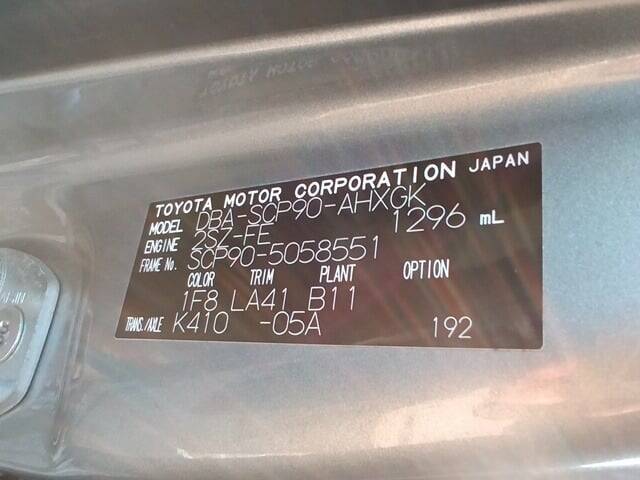 TOYOTA MOTOR CORPORATION JAPAN
MODEL DBA-SCP90-AHXGK
ENGINE 2SZ-FE 1296 mL
FRAME No. SCP90-5058551
COLOR TRIM PLANT OPTION
1F8 LA41 B11
TRANS./AXLE K410 -05A 192